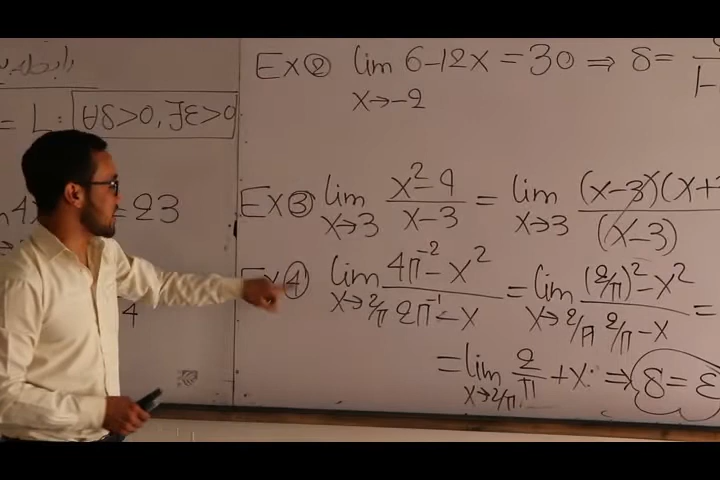 = L : ∀δ>0, ∃ε>0
= 23
4
Ex② lim 6-12x = 30 ⇒ δ =
x→-2
Ex③ lim x²-9 / x-3 = lim (x-3)(x+ / (x-3)
x→3 x→3
Ex④ lim 4π⁻²-x² / 2π⁻¹-x = lim (2/π)²-x² / 2/π-x =
x→2/π x→2/π
= lim 2/π + x ⇒ δ = ε
x→2/π